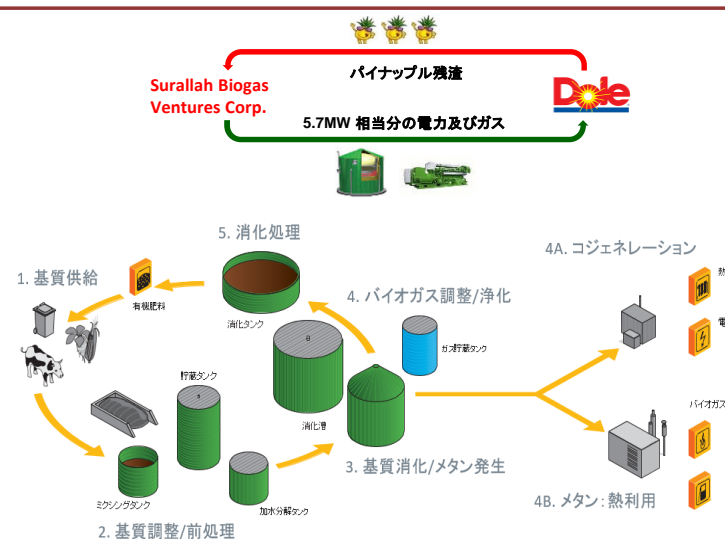 パイナップル残渣
Surallah Biogas
Ventures Corp.
Dole
5.7MW 相当分の電力及びガス
5. 消化処理
4A. コジェネレーション
1. 基質供給
熱
有機肥料
4. バイオガス調整/浄化
消化タンク
電
ガス貯蔵タンク
貯蔵タンク
バイオガス
消化槽
3. 基質消化/メタン発生
4B. メタン：熱利用
ミクシングタンク
加水分解タンク
2. 基質調整/前処理